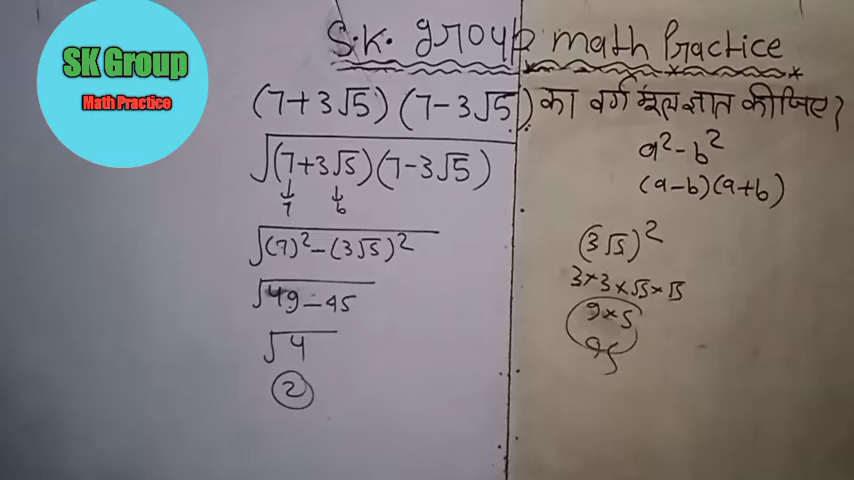 SK Group
Math Practice
S.K. group math Practice
(7+3√5)(7-3√5) का वर्ग मूल ज्ञात कीजिए?
√(7+3√5)(7-3√5)
7 b
√(7)²-(3√5)²
√49-45
√4
2
a²-b²
(a-b)(a+b)
(3√5)²
3×3×√5×√5
9×5
45